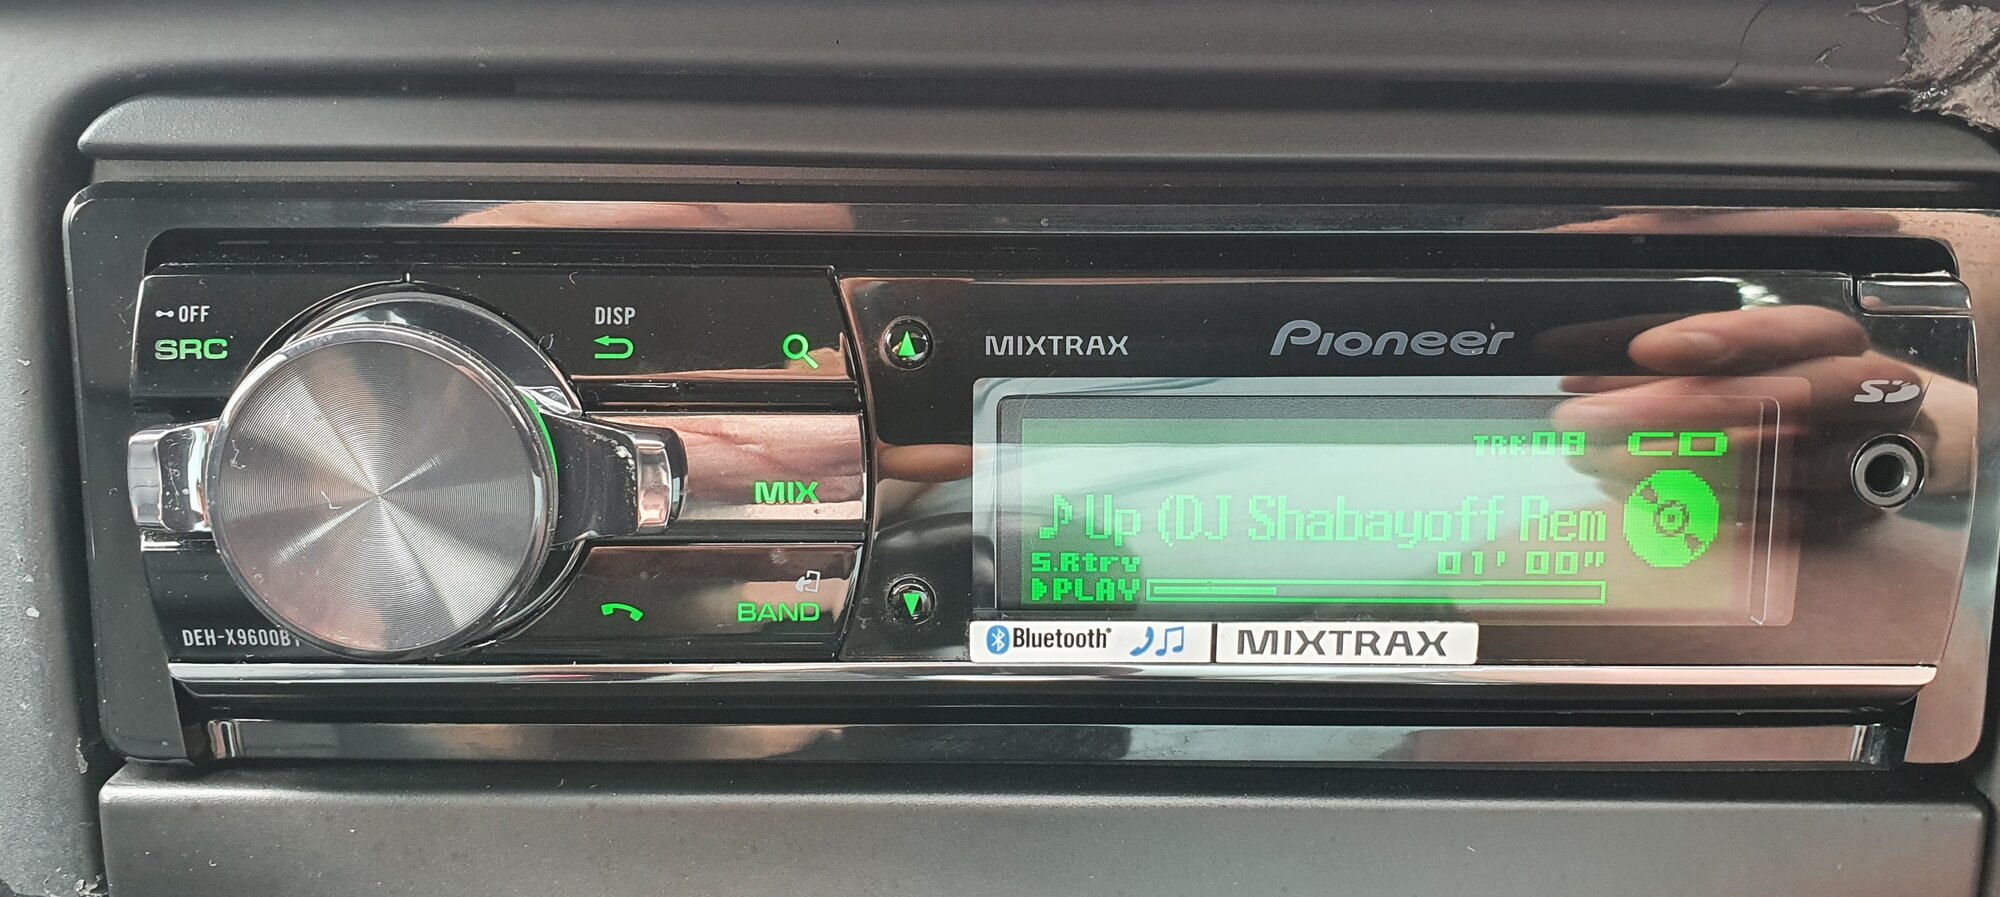 OFF
SRC
DISP
MIX
BAND
DEH-X9600BT
MIXTRAX
Pioneer
SD
TRK 08 CD
Up (DJ Shabayoff Rem
S.Rtrv 01' 00"
PLAY
Bluetooth
MIXTRAX